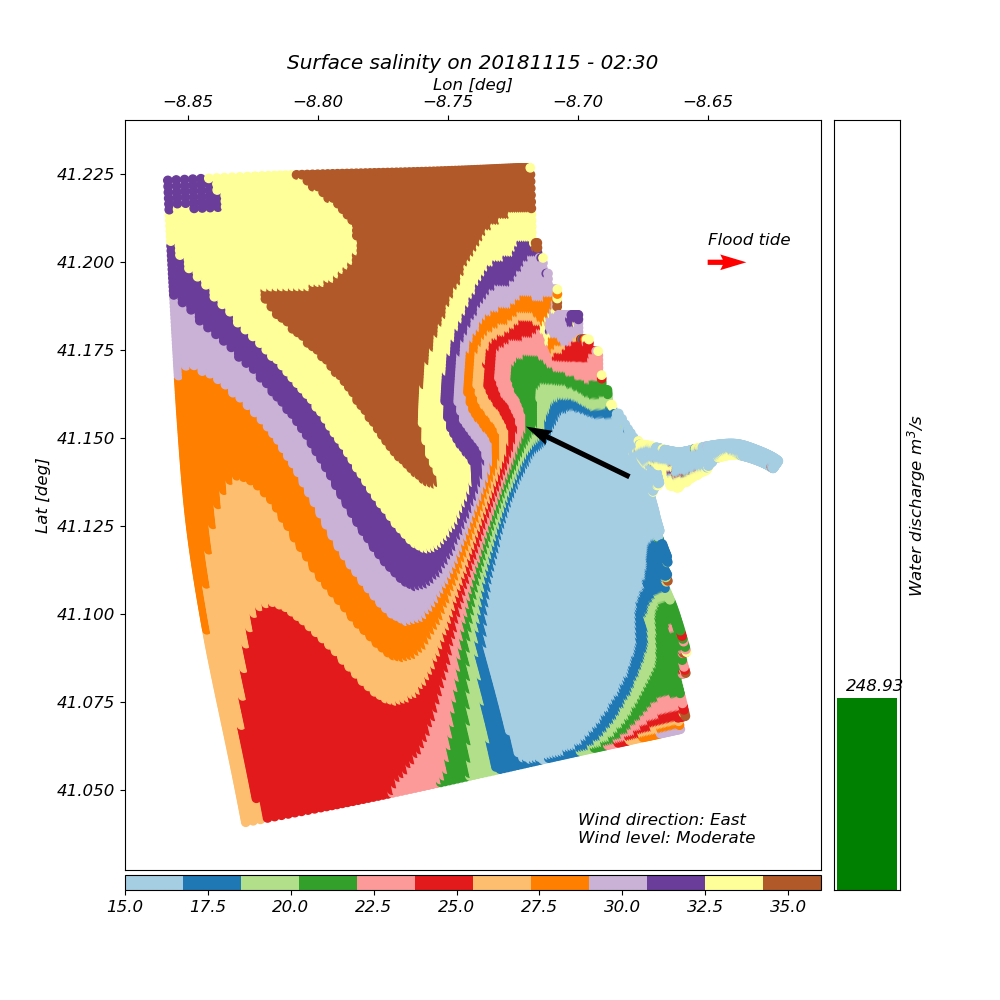 Surface salinity on 20181115 - 02:30
Lon [deg]
−8.85 −8.80 −8.75 −8.70 −8.65
41.225
41.200
41.175
41.150
41.125
41.100
41.075
41.050
Lat [deg]
Flood tide
Wind direction: East
Wind level: Moderate
15.0 17.5 20.0 22.5 25.0 27.5 30.0 32.5 35.0
248.93
Water discharge m³/s